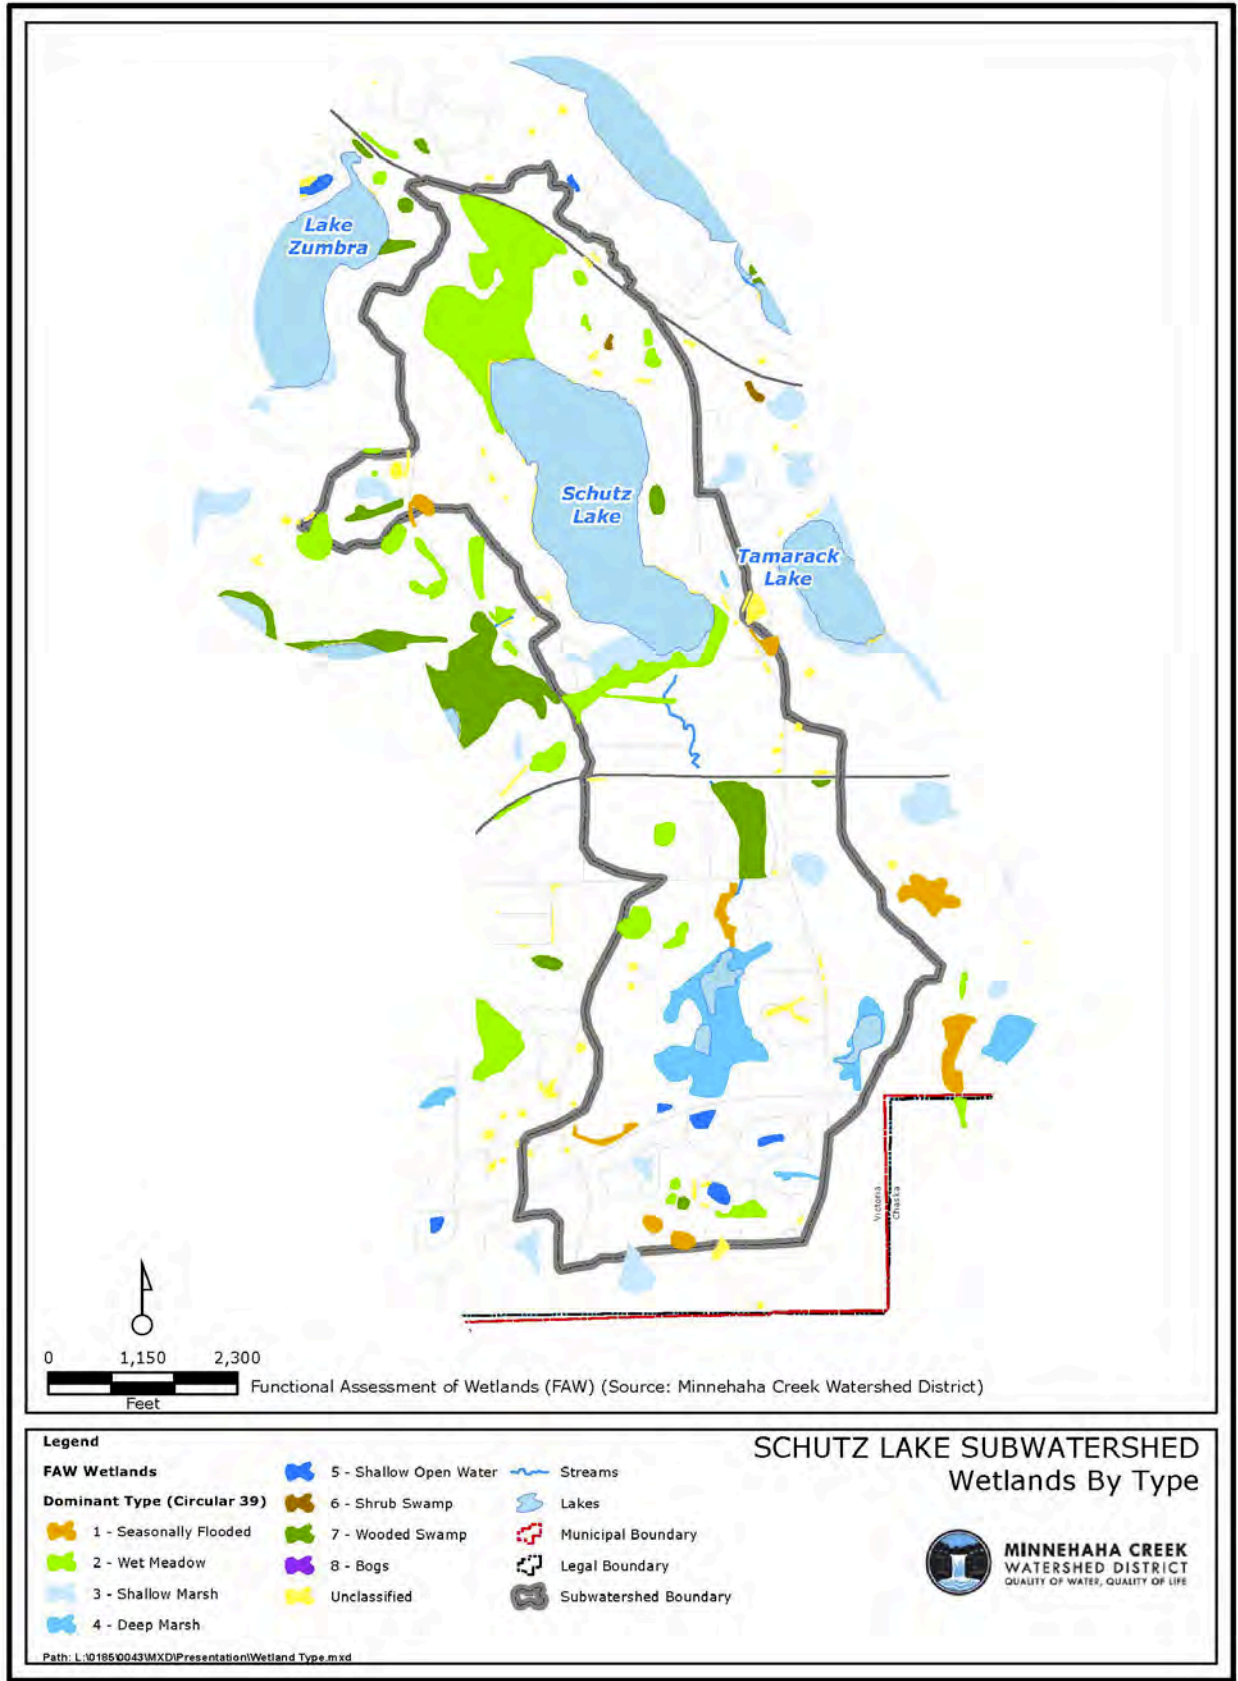 Lake
Zumbra
Schutz
Lake
Tamarack
Lake
Victoria
Chaska
0 1,150 2,300
Feet
Functional Assessment of Wetlands (FAW) (Source: Minnehaha Creek Watershed District)
Legend
FAW Wetlands
Dominant Type (Circular 39)
1 - Seasonally Flooded
2 - Wet Meadow
3 - Shallow Marsh
4 - Deep Marsh
5 - Shallow Open Water
6 - Shrub Swamp
7 - Wooded Swamp
8 - Bogs
Unclassified
Streams
Lakes
Municipal Boundary
Legal Boundary
Subwatershed Boundary
SCHUTZ LAKE SUBWATERSHED
Wetlands By Type
MINNEHAHA CREEK
WATERSHED DISTRICT
QUALITY OF WATER, QUALITY OF LIFE
Path: L:\0185\0043\MXD\Presentation\Wetland Type.mxd